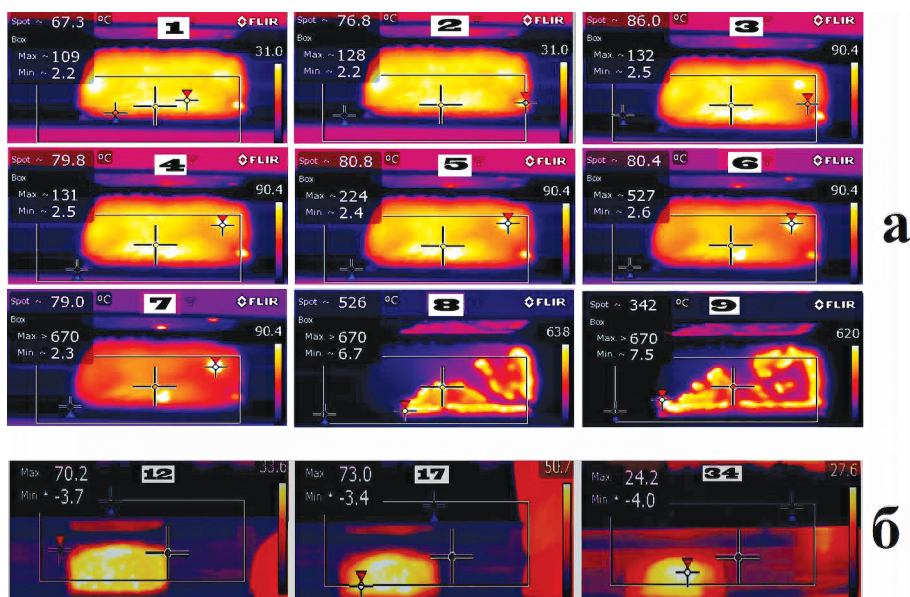 Spot ~ 67.3 °C 1 FLIR
Box
Max ~ 109
Min ~ 2.2
31.0
Spot ~ 76.8 °C 2 FLIR
Box
Max ~ 128
Min ~ 2.2
31.0
Spot ~ 86.0 °C 3 FLIR
Box
Max ~ 132
Min ~ 2.5
90.4
Spot ~ 79.8 °C 4 FLIR
Box
Max ~ 131
Min ~ 2.5
90.4
Spot ~ 80.8 °C 5 FLIR
Box
Max ~ 224
Min ~ 2.4
90.4
Spot ~ 80.4 °C 6 FLIR
Box
Max ~ 527
Min ~ 2.6
90.4
а
Spot ~ 79.0 °C 7 FLIR
Box
Max > 670
Min ~ 2.3
90.4
Spot ~ 526 °C 8 FLIR
Box
Max > 670
Min ~ 6.7
638
Spot ~ 342 °C 9 FLIR
Box
Max > 670
Min ~ 7.5
620
Max 70.2 12 33.6
Min * -3.7
Max 73.0 17 50.7
Min * -3.4
Max. 24.2 34 27.6
Min * -4.0
б